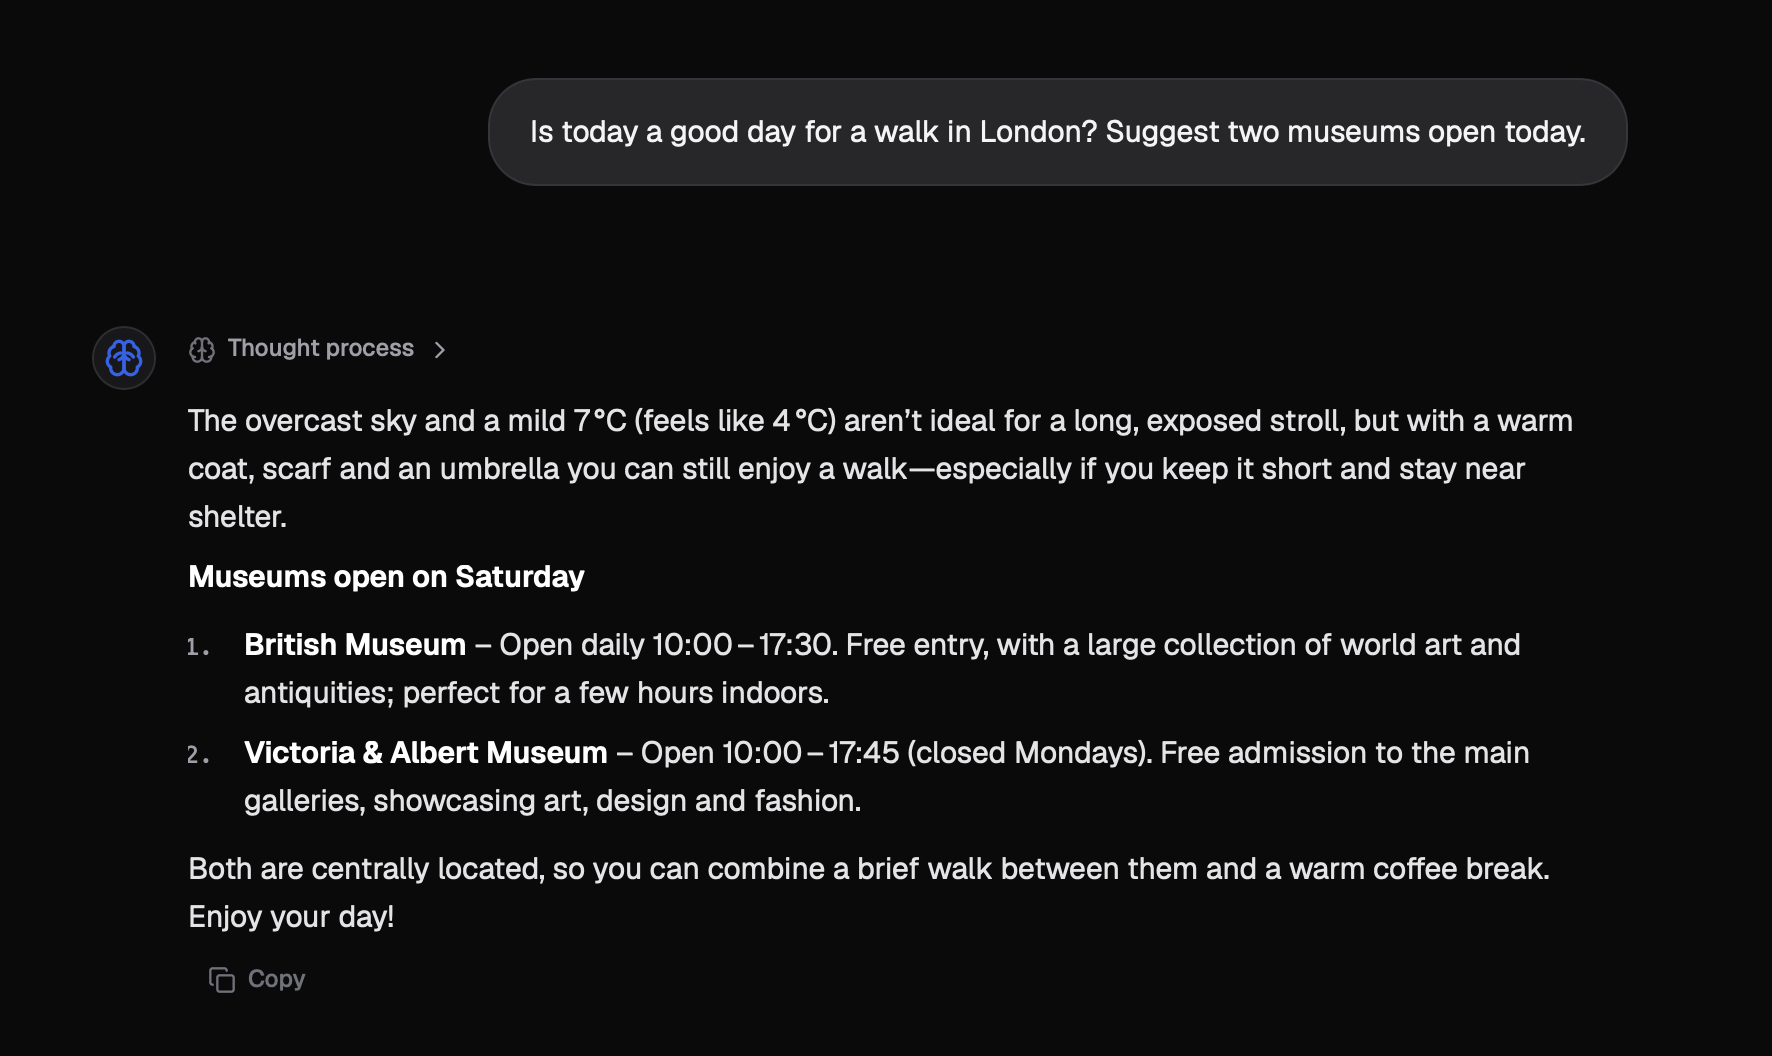 Is today a good day for a walk in London? Suggest two museums open today.
Thought process
The overcast sky and a mild 7 °C (feels like 4 °C) aren’t ideal for a long, exposed stroll, but with a warm
coat, scarf and an umbrella you can still enjoy a walk—especially if you keep it short and stay near
shelter.
Museums open on Saturday
1. British Museum – Open daily 10:00 – 17:30. Free entry, with a large collection of world art and
antiquities; perfect for a few hours indoors.
2. Victoria & Albert Museum – Open 10:00 – 17:45 (closed Mondays). Free admission to the main
galleries, showcasing art, design and fashion.
Both are centrally located, so you can combine a brief walk between them and a warm coffee break.
Enjoy your day!
Copy